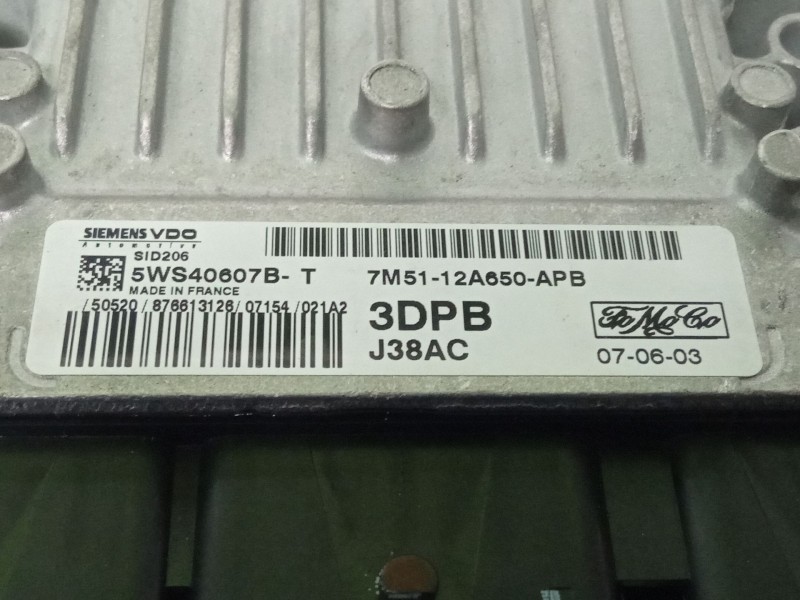 SIEMENS VDO
Automotive
SID206
5WS40607B- T
MADE IN FRANCE
/50520/876613126/07154/021A2
7M51-12A650-APB
3DPB
J38AC
FoMoCo
07-06-03